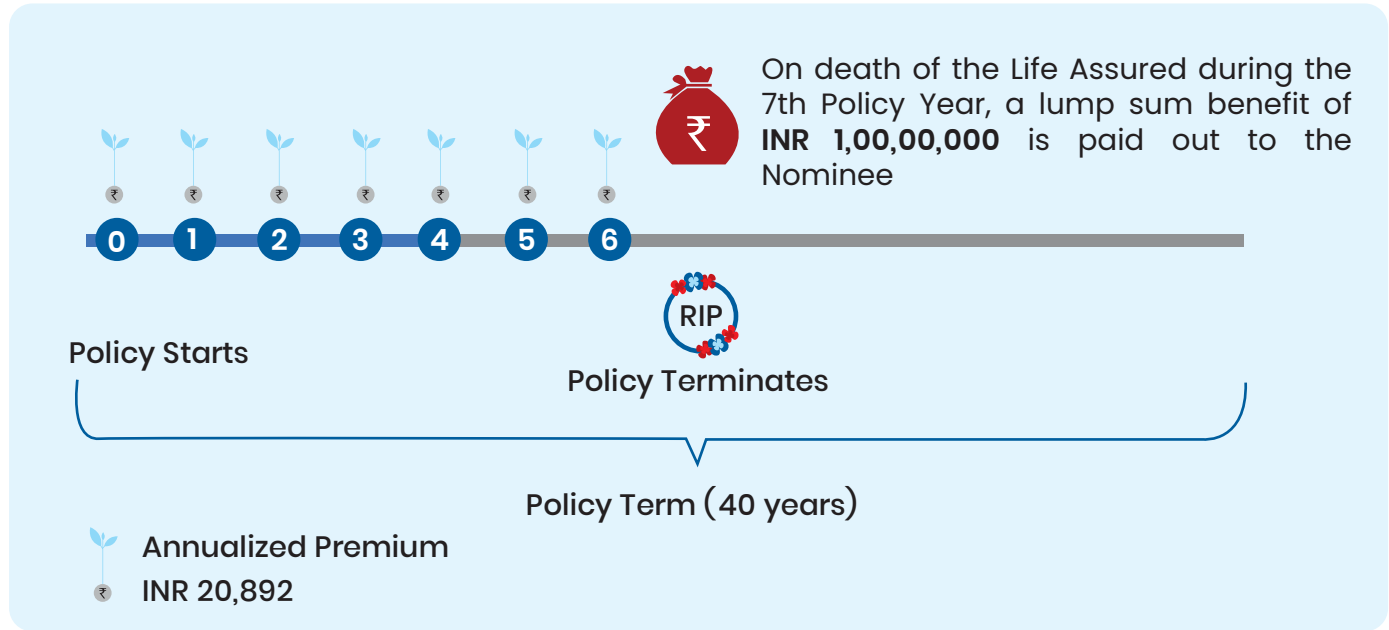 On death of the Life Assured during the
7th Policy Year, a lump sum benefit of
INR 1,00,00,000 is paid out to the
Nominee
₹
₹ ₹ ₹ ₹ ₹ ₹ ₹
0 1 2 3 4 5 6
RIP
Policy Starts
Policy Terminates
Policy Term (40 years)
Annualized Premium
₹ INR 20,892